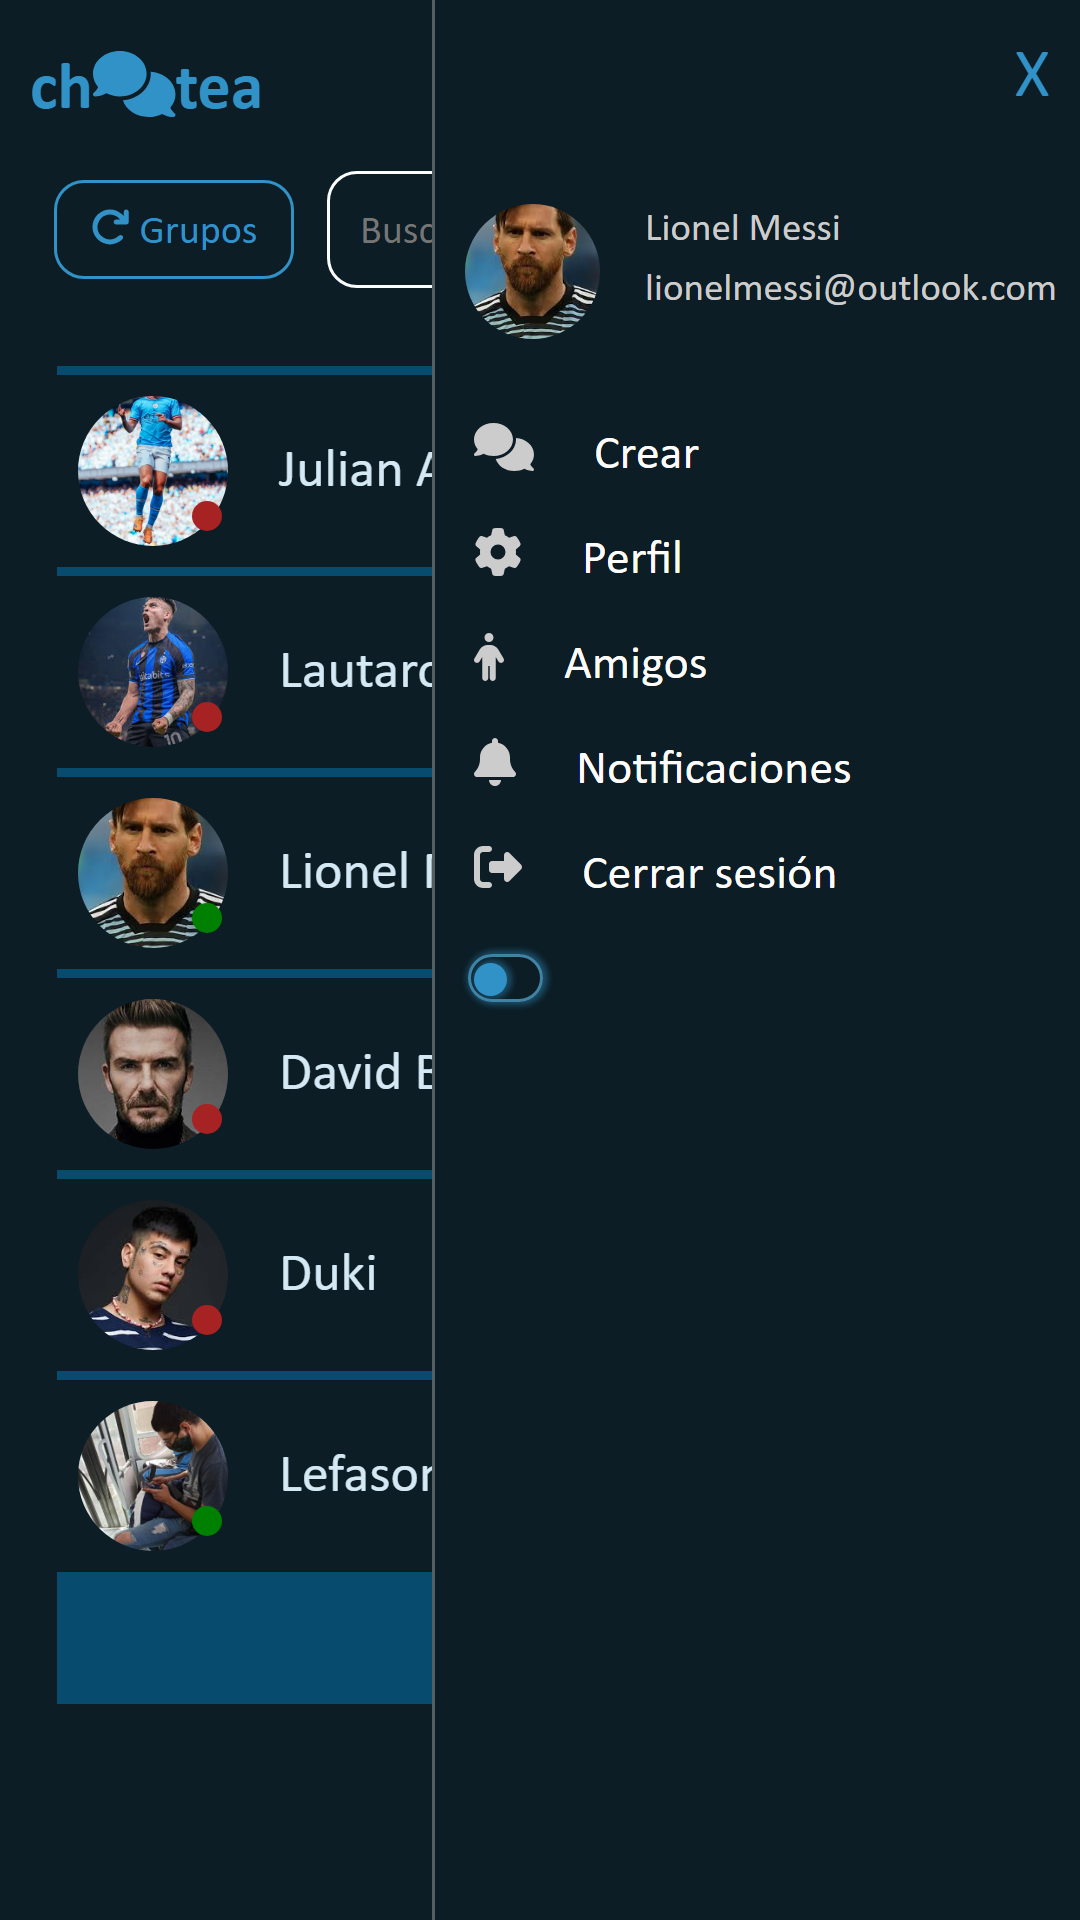 chtea
X
Grupos
Busc
Lionel Messi
lionelmessi@outlook.com
Julian A
Lautaro
Lionel M
David B
Duki
Lefason
Crear
Perfil
Amigos
Notificaciones
Cerrar sesión